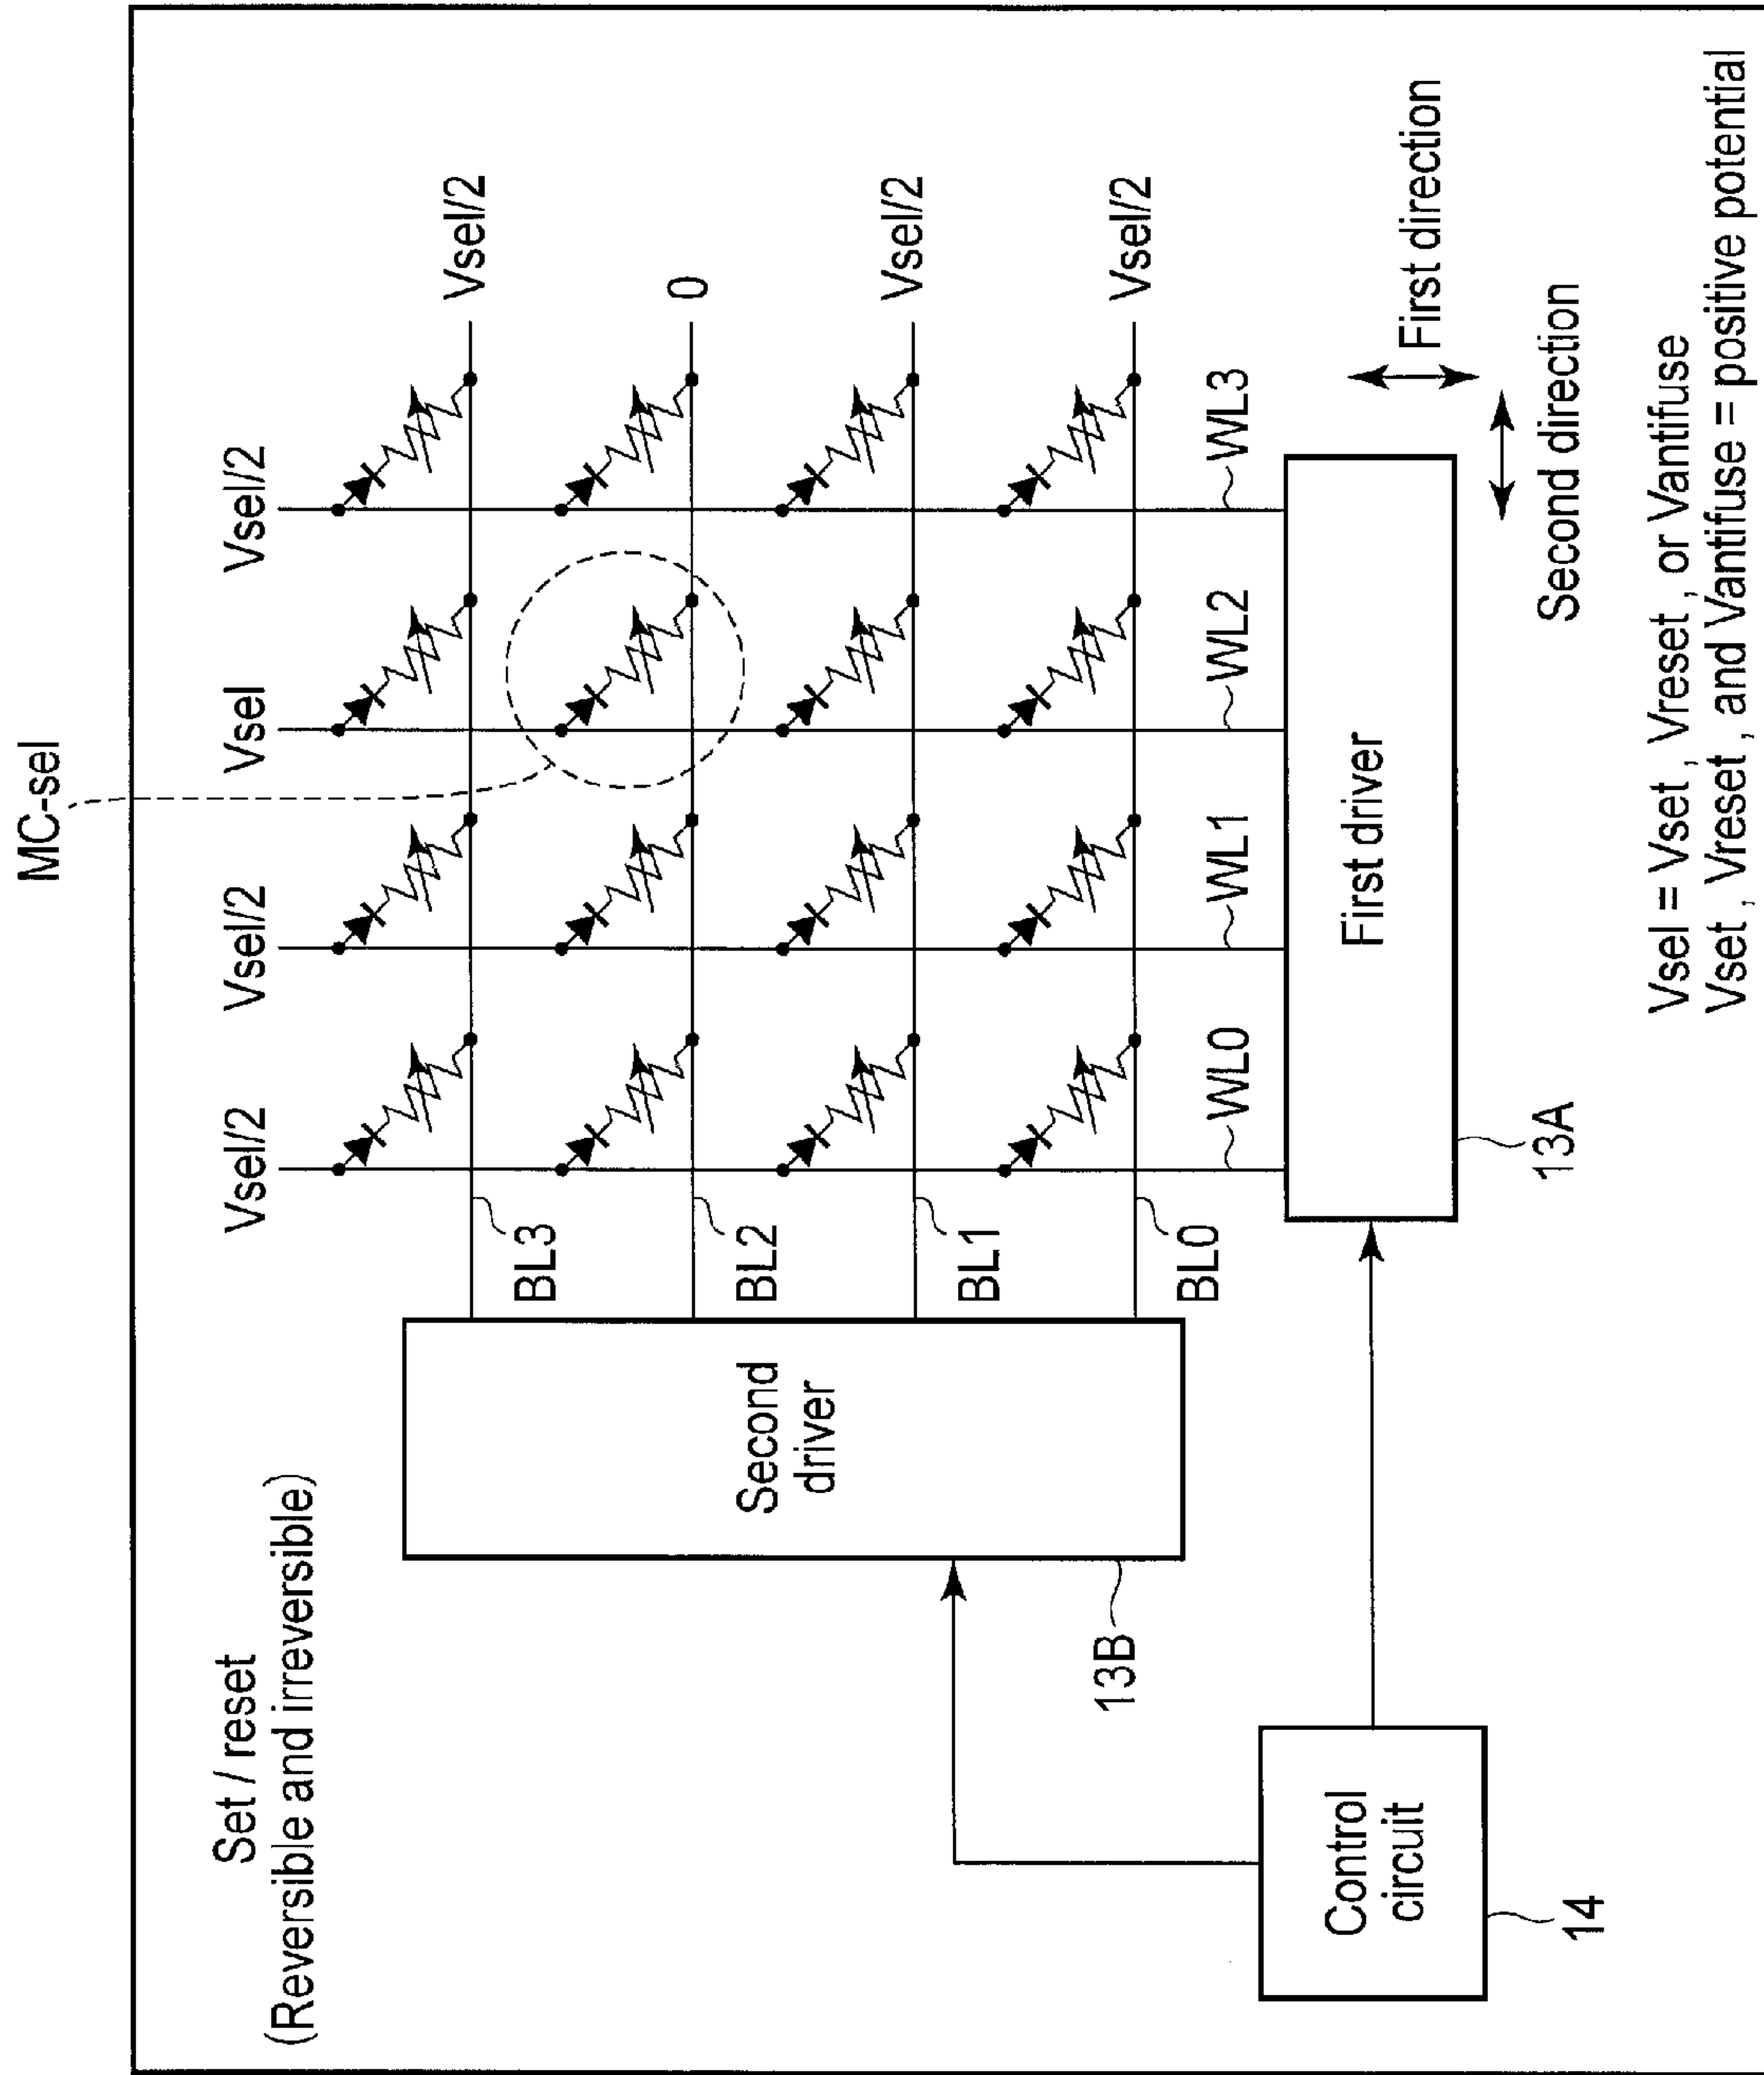 MC-sel
Set / reset
(Reversible and irreversible)
Vsel/2
Vsel/2
Vsel
Vsel/2
Vsel/2
0
Vsel/2
Vsel/2
BL3
BL2
BL1
BL0
Second
driver
13B
WL0
WL1
WL2
WL3
First driver
13A
Control
circuit
14
First direction
Second direction
Vsel = Vset , Vreset , or Vantifuse
Vset , Vreset , and Vantifuse = positive potential